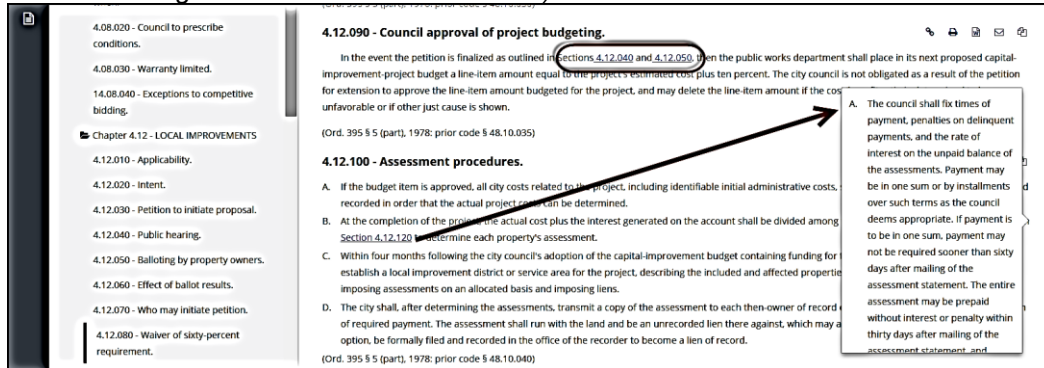 4.08.020 - Council to prescribe
conditions.
4.08.030 - Warranty limited.
14.08.040 - Exceptions to competitive
bidding.
Chapter 4.12 - LOCAL IMPROVEMENTS
4.12.010 - Applicability.
4.12.020 - Intent.
4.12.030 - Petition to initiate proposal.
4.12.040 - Public hearing.
4.12.050 - Balloting by property owners.
4.12.060 - Effect of ballot results.
4.12.070 - Who may initiate petition.
4.12.080 - Waiver of sixty-percent
requirement.
4.12.090 - Council approval of project budgeting.
In the event the petition is finalized as outlined in Sections 4.12.040 and 4.12.050, then the public works department shall place in its next proposed capital-
improvement-project budget a line-item amount equal to the project's estimated cost plus ten percent. The city council is not obligated as a result of the petition
for extension to approve the line-item amount budgeted for the project, and may delete the line-item amount if the
unfavorable or if other just cause is shown.
(Ord. 395 § 5 (part), 1978: prior code § 48.10.035)
4.12.100 - Assessment procedures.
A. If the budget item is approved, all city costs related to the project, including identifiable initial administrative costs,
recorded in order that the actual project costs can be determined.
B. At the completion of the project the actual cost plus the interest generated on the account shall be divided among
Section 4.12.120 to determine each property's assessment.
C. Within four months following the city council's adoption of the capital-improvement budget containing funding for
establish a local improvement district or service area for the project, describing the included and affected
imposing assessments on an allocated basis and imposing liens.
D. The city shall, after determining the assessments, transmit a copy of the assessment to each then-owner of record
of required payment. The assessment shall run with the land and be an unrecorded lien there against, which may
option, be formally filed and recorded in the office of the recorder to become a lien of record.
(Ord. 395 § 5 (part), 1978: prior code § 48.10.040)
A. The council shall fix times of
payment, penalties on delinquent
payments, and the rate of
interest on the unpaid balance of
the assessments. Payment may
be in one sum or by installments
over such terms as the council
deems appropriate. If payment is
to be in one sum, payment may
not be required sooner than sixty
days after mailing of the
assessment statement. The entire
assessment may be prepaid
without interest or penalty within
thirty days after mailing of the
assessment statement, and